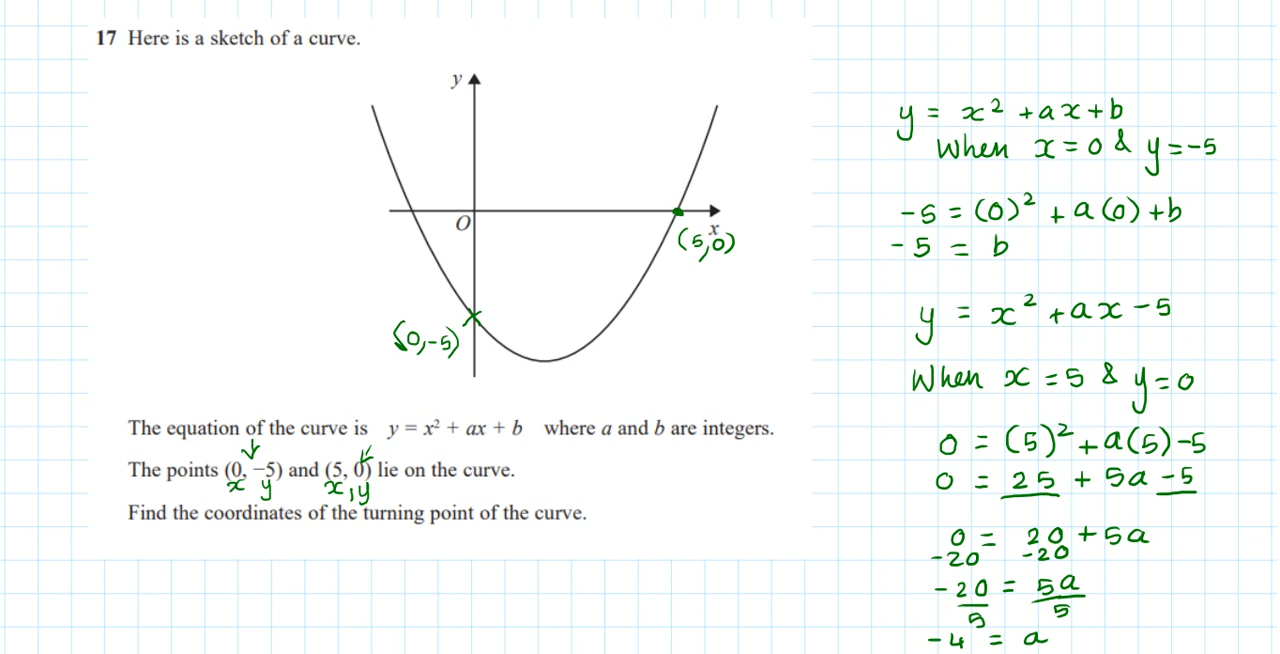 17 Here is a sketch of a curve.
y
O
x
(5,0)
(0,-5)
The equation of the curve is y = x² + ax + b where a and b are integers.
The points (0, −5) and (5, 0) lie on the curve.
x y x,y
Find the coordinates of the turning point of the curve.
y = x² + ax + b
When x = 0 & y = -5
-5 = (0)² + a(0) + b
-5 = b
y = x² + ax - 5
When x = 5 & y = 0
0 = (5)² + a(5) - 5
0 = 25 + 5a - 5
0 = 20 + 5a
-20 -20
-20 = 5a
5 5
-4 = a